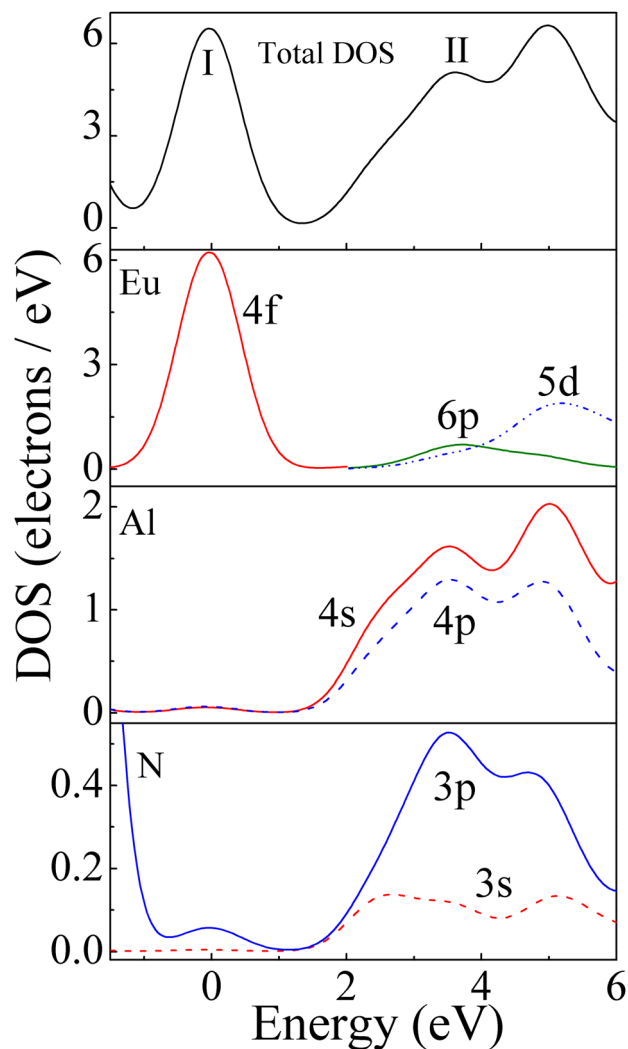 6
Total DOS
II
I
3
0
6
Eu
4f
3
6p
5d
0
2
Al
1
4s
4p
0
N
0.4
3p
0.2
3s
0.0
0 2 4 6
Energy (eV)
DOS (electrons / eV)